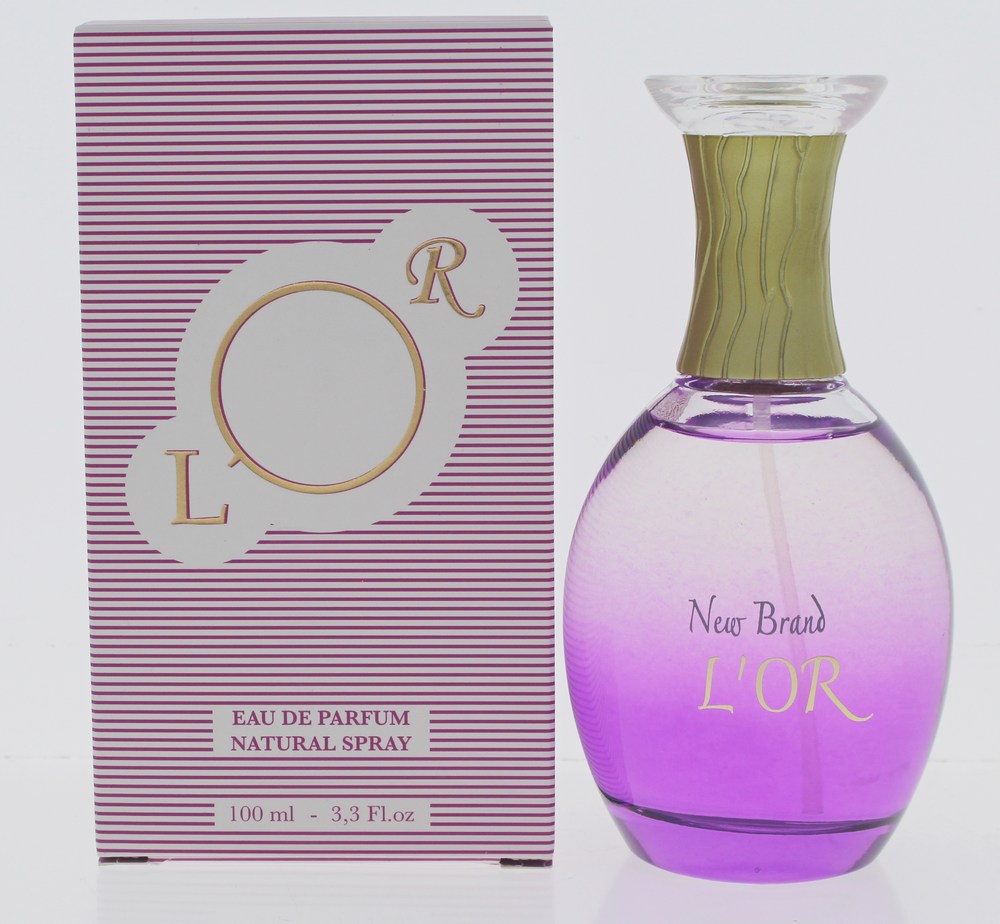 L'OR
EAU DE PARFUM
NATURAL SPRAY
100 ml - 3,3 Fl.oz
New Brand
L'OR